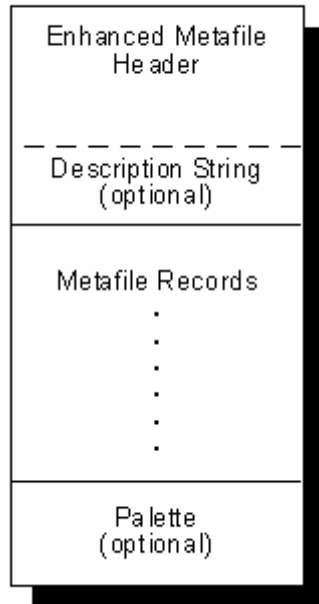 Enhanced Metafile
Header
Description String
(optional)
Metafile Records
Palette
(optional)